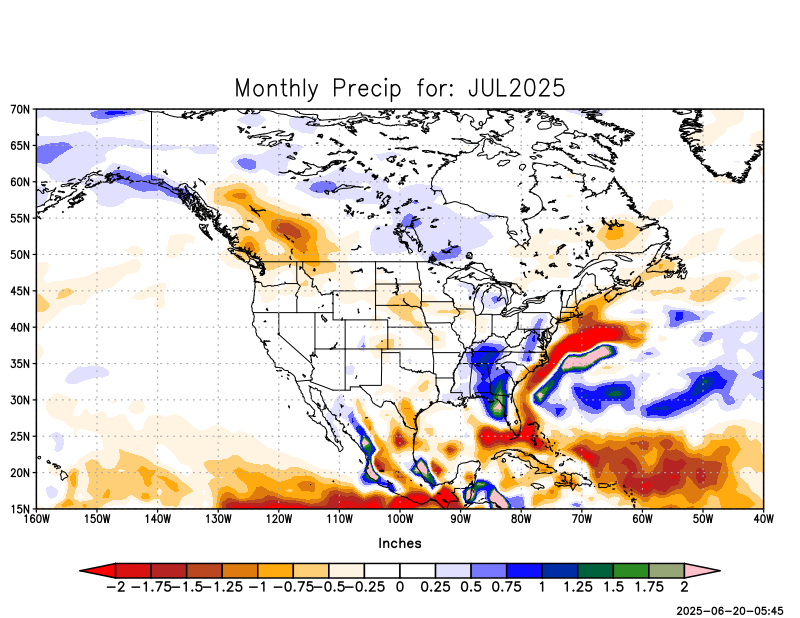 Monthly Precip for: JUL2025
70N
65N
60N
55N
50N
45N
40N
35N
30N
25N
20N
15N
160W 150W 140W 130W 120W 110W 100W 90W 80W 70W 60W 50W 40W
Inches
-2 -1.75 -1.5 -1.25 -1 -0.75 -0.5 -0.25 0 0.25 0.5 0.75 1 1.25 1.5 1.75 2
2025-06-20-05:45